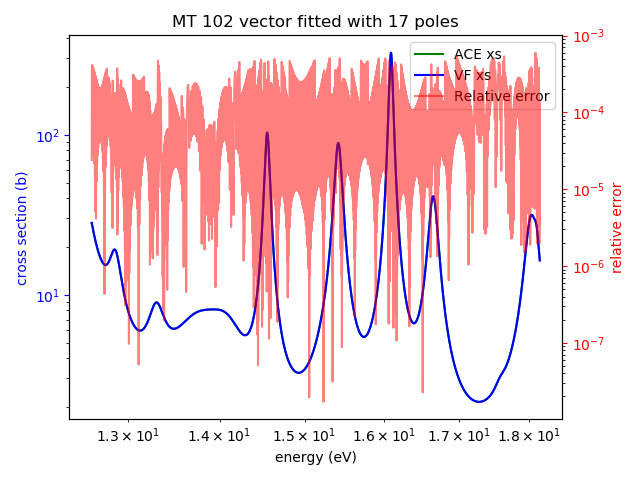 MT 102 vector fitted with 17 poles
ACE xs
VF xs
Relative error
cross section (b)
10²
10¹
10⁻³
10⁻⁴
10⁻⁵
10⁻⁶
10⁻⁷
relative error
1.3 × 10¹ 1.4 × 10¹ 1.5 × 10¹ 1.6 × 10¹ 1.7 × 10¹ 1.8 × 10¹
energy (eV)